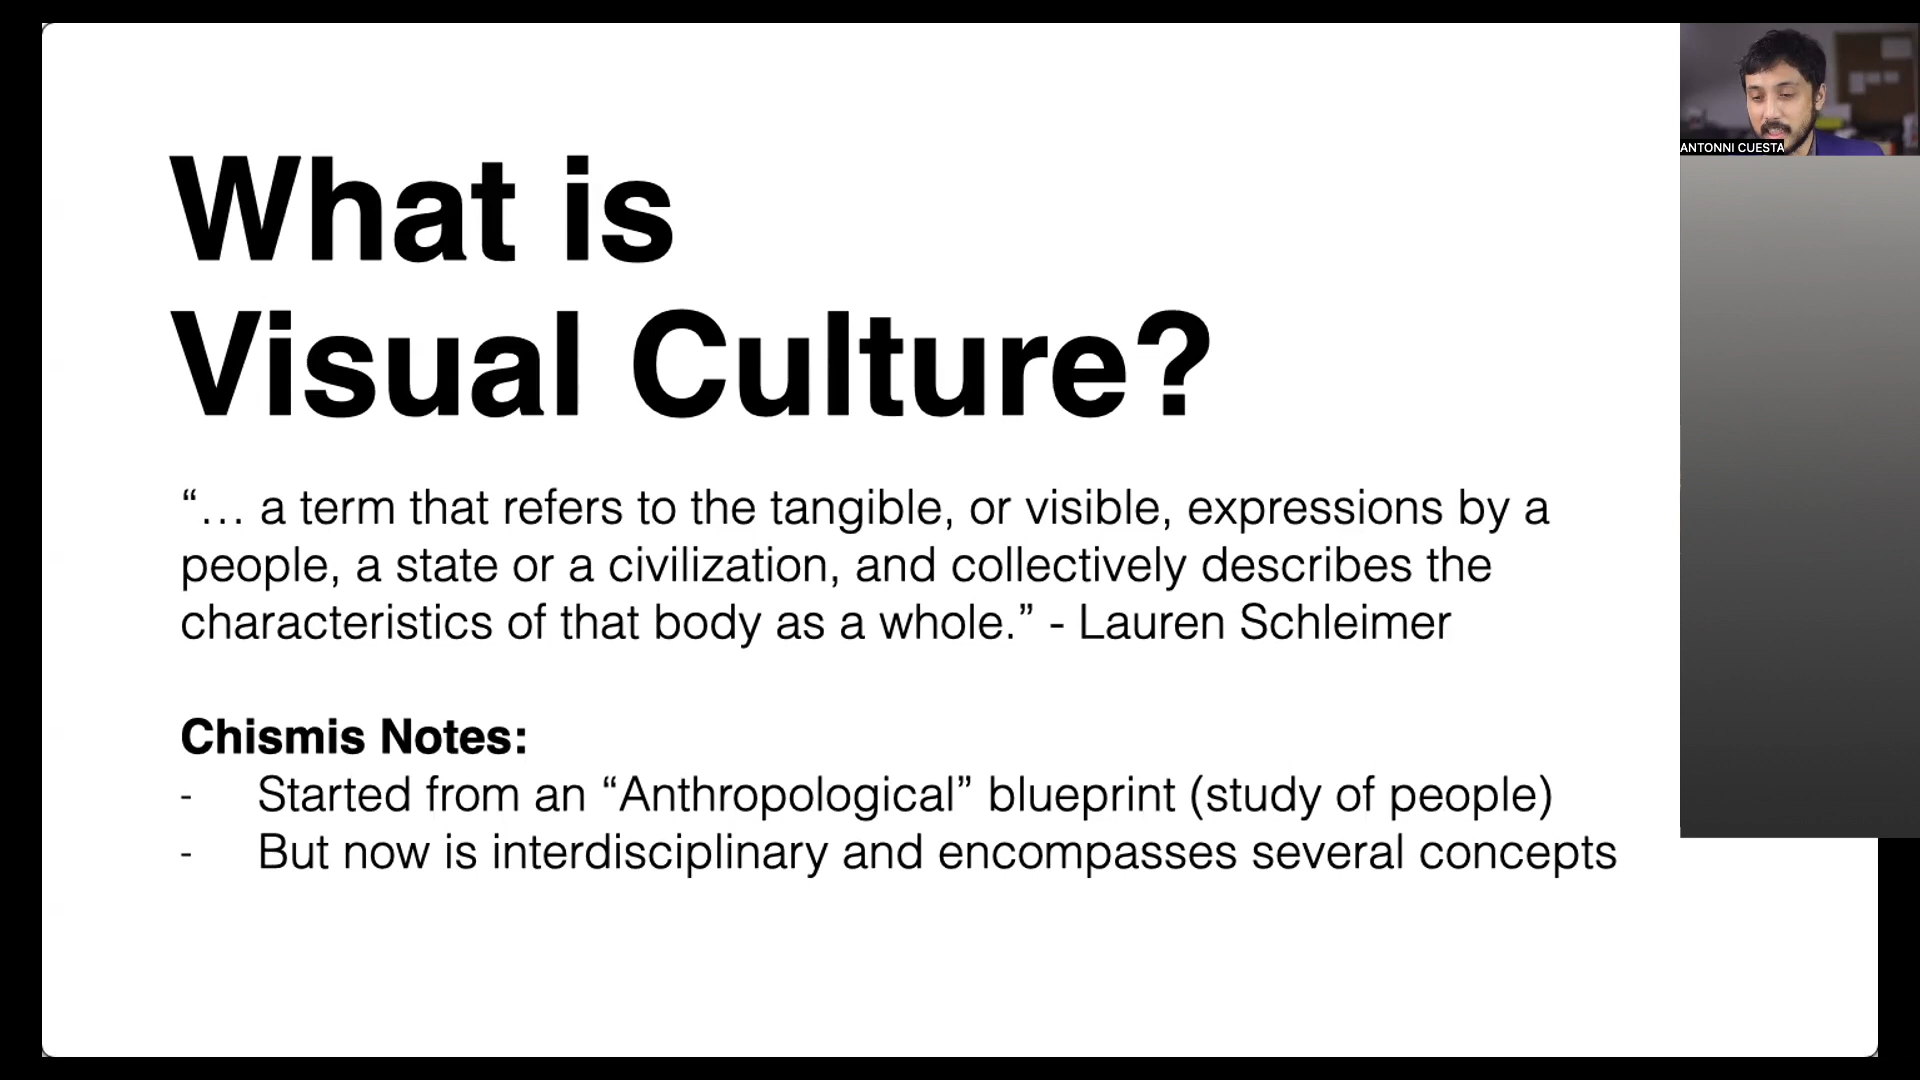 What is
Visual Culture?
“… a term that refers to the tangible, or visible, expressions by a
people, a state or a civilization, and collectively describes the
characteristics of that body as a whole.” - Lauren Schleimer
Chismis Notes:
- Started from an “Anthropological” blueprint (study of people)
- But now is interdisciplinary and encompasses several concepts
ANTONNI CUESTA